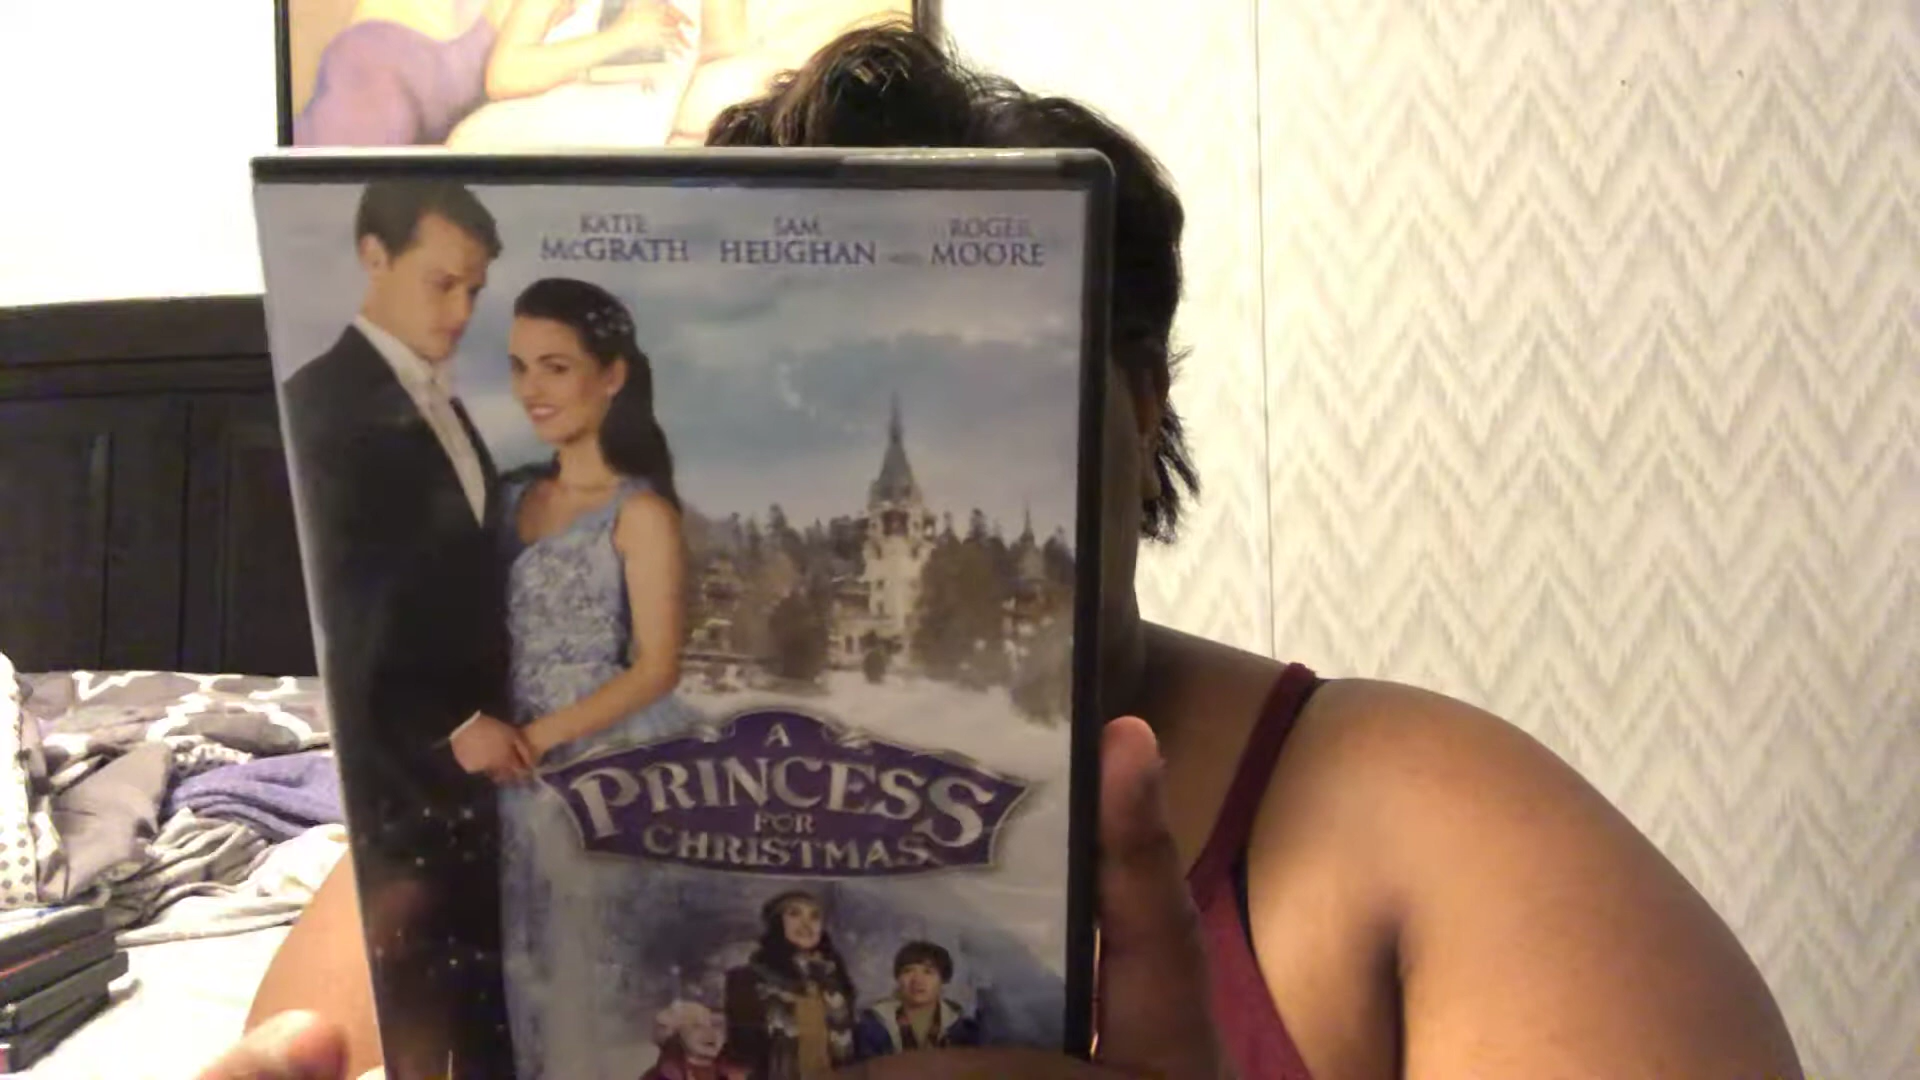 KATIE SAM ROGER
McGRATH HEUGHAN MOORE
A
PRINCESS
FOR
CHRISTMAS